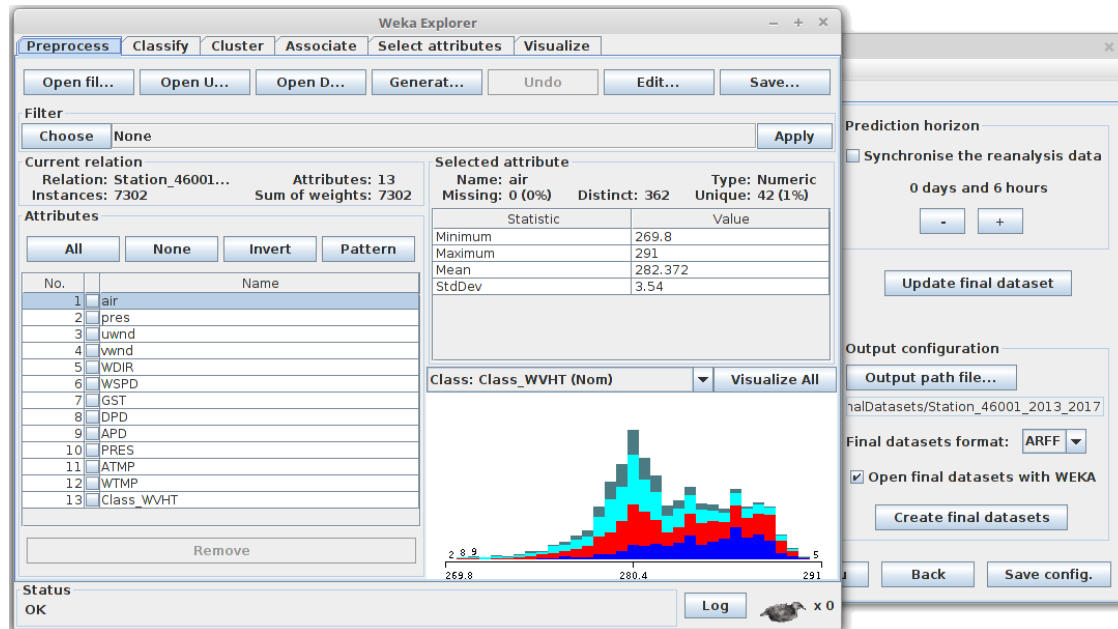 Weka Explorer
Preprocess Classify Cluster Associate Select attributes Visualize
Open fil... Open U... Open D... Generat... Undo Edit... Save...
Filter
Choose None Apply
Current relation
Relation: Station_46001... Attributes: 13
Instances: 7302 Sum of weights: 7302
Attributes
All None Invert Pattern
No. Name
1 air
2 pres
3 uwnd
4 vwnd
5 WDIR
6 WSPD
7 GST
8 DPD
9 APD
10 PRES
11 ATMP
12 WTMP
13 Class_WVHT
Remove
Selected attribute
Name: air Type: Numeric
Missing: 0 (0%) Distinct: 362 Unique: 42 (1%)
Statistic Value
Minimum 269.8
Maximum 291
Mean 282.372
StdDev 3.54
Class: Class_WVHT (Nom) Visualize All
2 8 9 5
269.8 280.4 291
Status
OK Log x 0
Prediction horizon
Synchronise the reanalysis data
0 days and 6 hours
- +
Update final dataset
Output configuration
Output path file...
nalDatasets/Station_46001_2013_2017
Final datasets format: ARFF
Open final datasets with WEKA
Create final datasets
Back Save config.